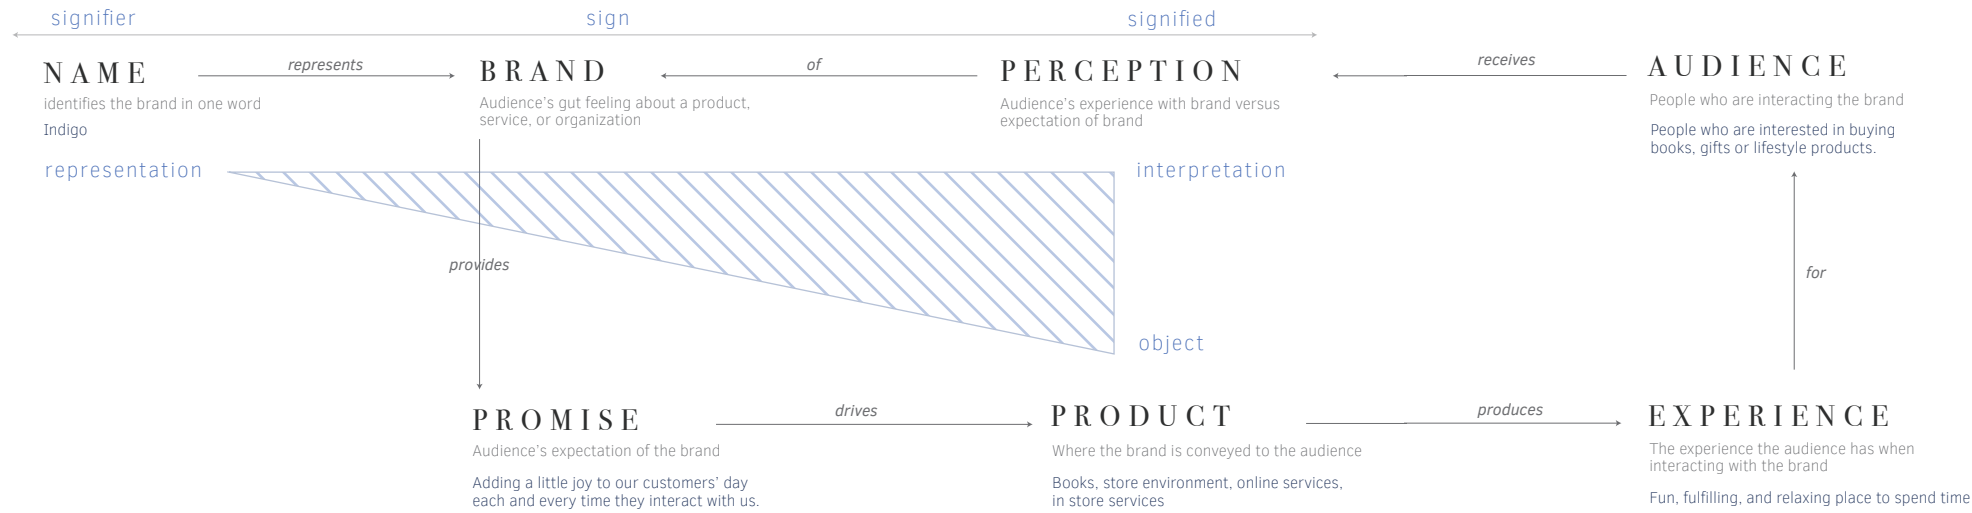 signifier
sign
signified
NAME
represents
BRAND
of
PERCEPTION
receives
AUDIENCE
identifies the brand in one word
Indigo
Audience's gut feeling about a product,
service, or organization
Audience's experience with brand versus
expectation of brand
People who are interacting the brand
People who are interested in buying
books, gifts or lifestyle products.
representation
interpretation
provides
for
object
PROMISE
drives
PRODUCT
produces
EXPERIENCE
Audience's expectation of the brand
Adding a little joy to our customers' day
each and every time they interact with us.
Where the brand is conveyed to the audience
Books, store environment, online services,
in store services
The experience the audience has when
interacting with the brand
Fun, fulfilling, and relaxing place to spend time